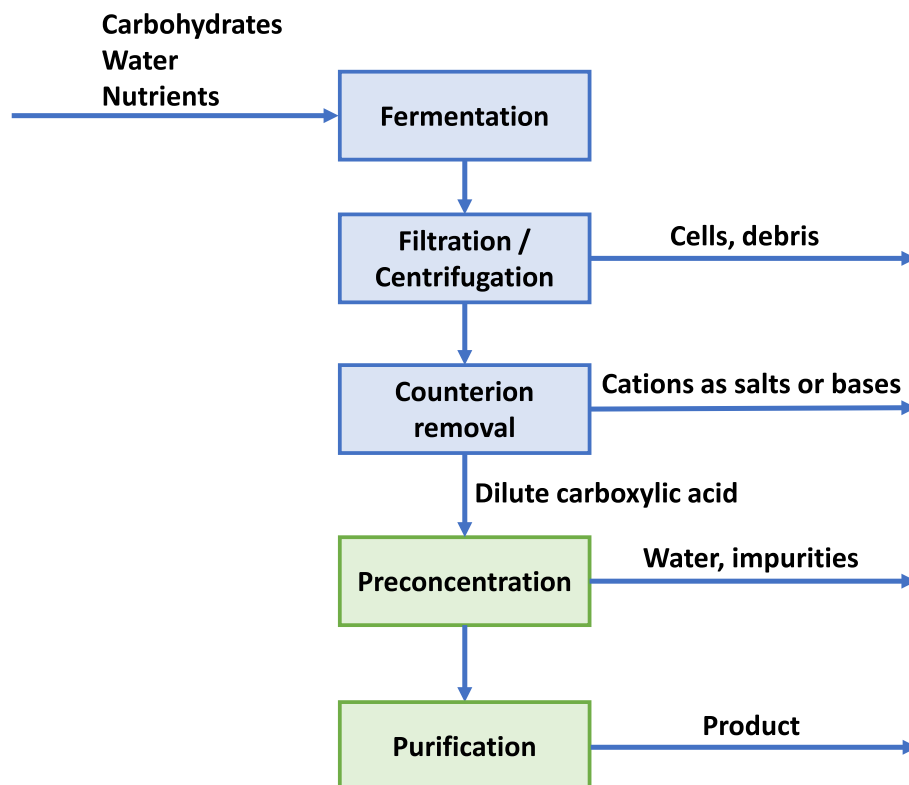 Carbohydrates
Water
Nutrients
Fermentation
Filtration /
Centrifugation
Cells, debris
Counterion
removal
Cations as salts or bases
Dilute carboxylic acid
Preconcentration
Water, impurities
Purification
Product